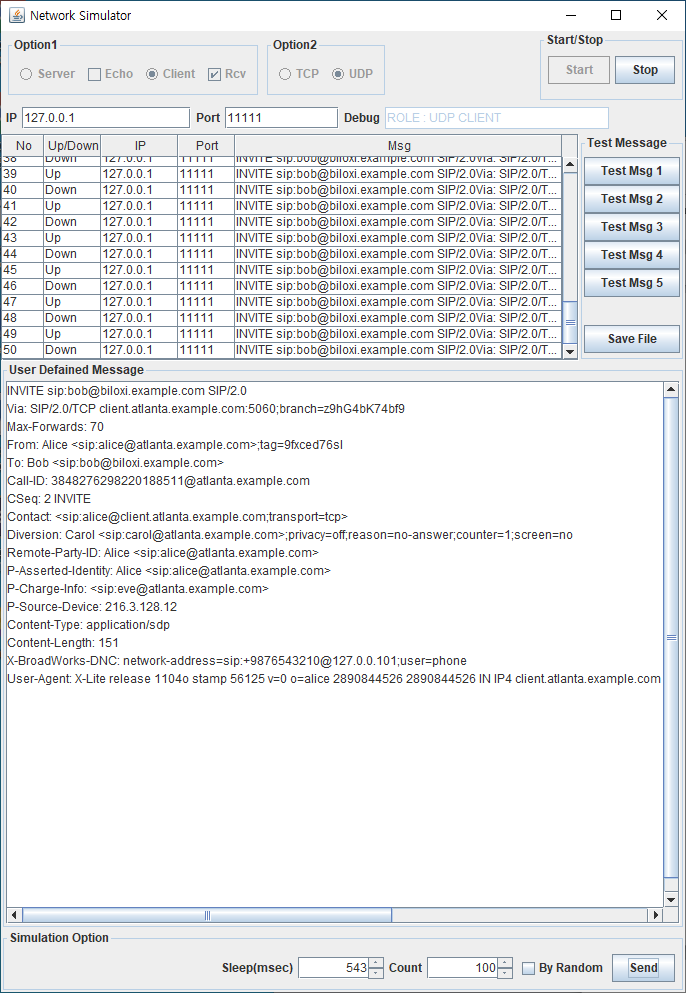 Network Simulator
Option1
Server Echo Client Rcv
Option2
TCP UDP
Start/Stop
Start Stop
IP 127.0.0.1 Port 11111 Debug ROLE : UDP CLIENT
No Up/Down IP Port Msg
38 Down 127.0.0.1 11111 INVITE sip:bob@biloxi.example.com SIP/2.0Via: SIP/2.0/T...
39 Up 127.0.0.1 11111 INVITE sip:bob@biloxi.example.com SIP/2.0Via: SIP/2.0/T...
40 Down 127.0.0.1 11111 INVITE sip:bob@biloxi.example.com SIP/2.0Via: SIP/2.0/T...
41 Up 127.0.0.1 11111 INVITE sip:bob@biloxi.example.com SIP/2.0Via: SIP/2.0/T...
42 Down 127.0.0.1 11111 INVITE sip:bob@biloxi.example.com SIP/2.0Via: SIP/2.0/T...
43 Up 127.0.0.1 11111 INVITE sip:bob@biloxi.example.com SIP/2.0Via: SIP/2.0/T...
44 Down 127.0.0.1 11111 INVITE sip:bob@biloxi.example.com SIP/2.0Via: SIP/2.0/T...
45 Up 127.0.0.1 11111 INVITE sip:bob@biloxi.example.com SIP/2.0Via: SIP/2.0/T...
46 Down 127.0.0.1 11111 INVITE sip:bob@biloxi.example.com SIP/2.0Via: SIP/2.0/T...
47 Up 127.0.0.1 11111 INVITE sip:bob@biloxi.example.com SIP/2.0Via: SIP/2.0/T...
48 Down 127.0.0.1 11111 INVITE sip:bob@biloxi.example.com SIP/2.0Via: SIP/2.0/T...
49 Up 127.0.0.1 11111 INVITE sip:bob@biloxi.example.com SIP/2.0Via: SIP/2.0/T...
50 Down 127.0.0.1 11111 INVITE sip:bob@biloxi.example.com SIP/2.0Via: SIP/2.0/T...
Test Message
Test Msg 1
Test Msg 2
Test Msg 3
Test Msg 4
Test Msg 5
Save File
User Defained Message
INVITE sip:bob@biloxi.example.com SIP/2.0
Via: SIP/2.0/TCP client.atlanta.example.com:5060;branch=z9hG4bK74bf9
Max-Forwards: 70
From: Alice <sip:alice@atlanta.example.com>;tag=9fxced76sl
To: Bob <sip:bob@biloxi.example.com>
Call-ID: 3848276298220188511@atlanta.example.com
CSeq: 2 INVITE
Contact: <sip:alice@client.atlanta.example.com;transport=tcp>
Diversion: Carol <sip:carol@atlanta.example.com>;privacy=off;reason=no-answer;counter=1;screen=no
Remote-Party-ID: Alice <sip:alice@atlanta.example.com>
P-Asserted-Identity: Alice <sip:alice@atlanta.example.com>
P-Charge-Info: <sip:eve@atlanta.example.com>
P-Source-Device: 216.3.128.12
Content-Type: application/sdp
Content-Length: 151
X-BroadWorks-DNC: network-address=sip:+9876543210@127.0.0.101;user=phone
User-Agent: X-Lite release 1104o stamp 56125 v=0 o=alice 2890844526 2890844526 IN IP4 client.atlanta.example.com
Simulation Option
Sleep(msec) 543 Count 100 By Random Send